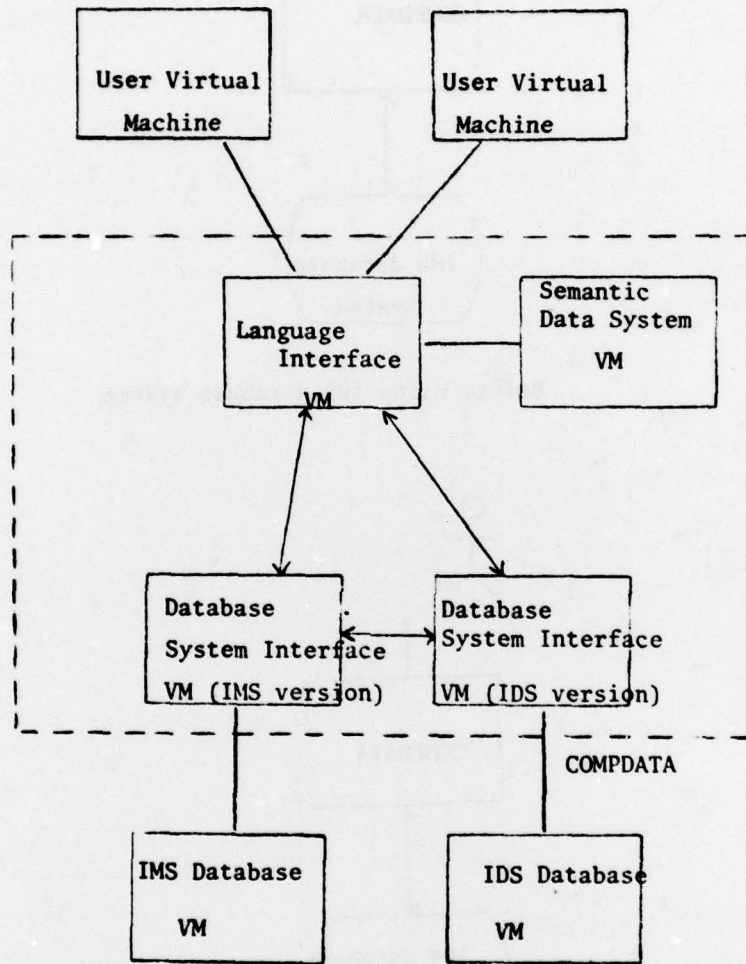 User Virtual
Machine
User Virtual
Machine
Language
Interface
VM
Semantic
Data System
VM
Database
System Interface
VM (IMS version)
Database
System Interface
VM (IDS version)
COMPDATA
IMS Database
VM
IDS Database
VM